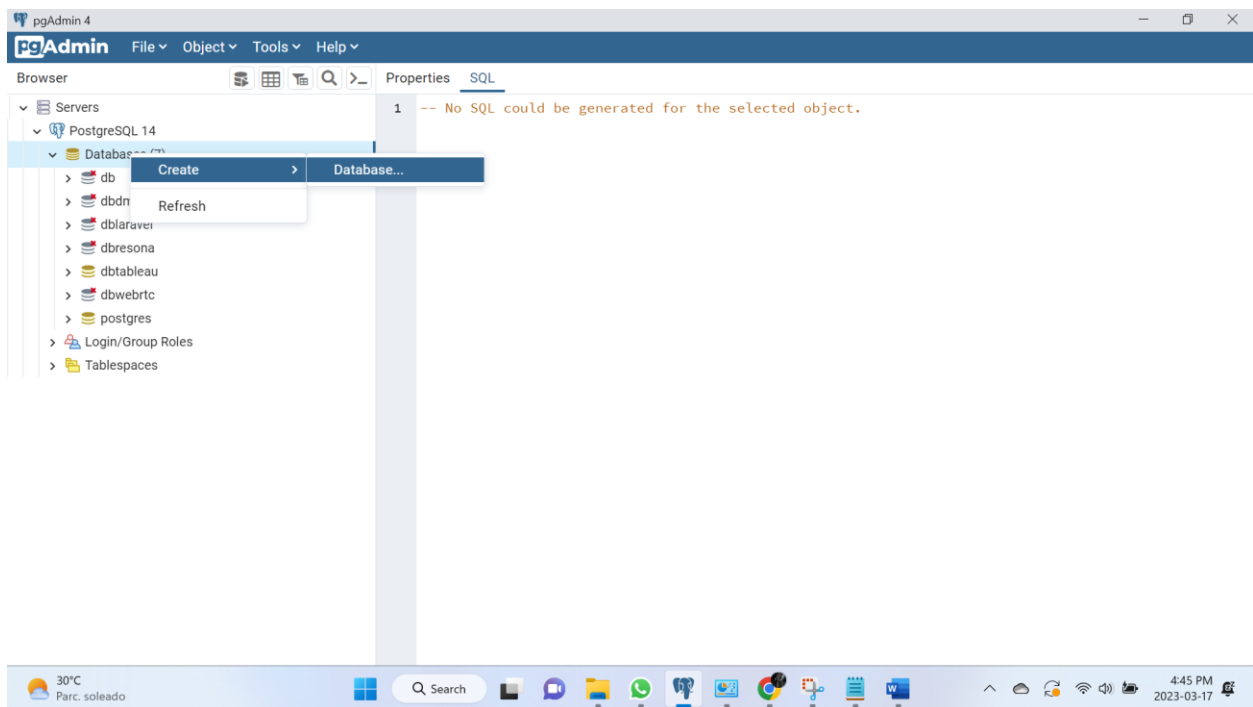 pgAdmin 4
pgAdmin File Object Tools Help
Browser
Properties SQL
Servers
1 -- No SQL could be generated for the selected object.
PostgreSQL 14
Create Database...
db
Refresh
dbresona
dbtableau
dbwebrtc
postgres
Login/Group Roles
Tablespaces
30°C
Parc. soleado
Search
4:45 PM
2023-03-17